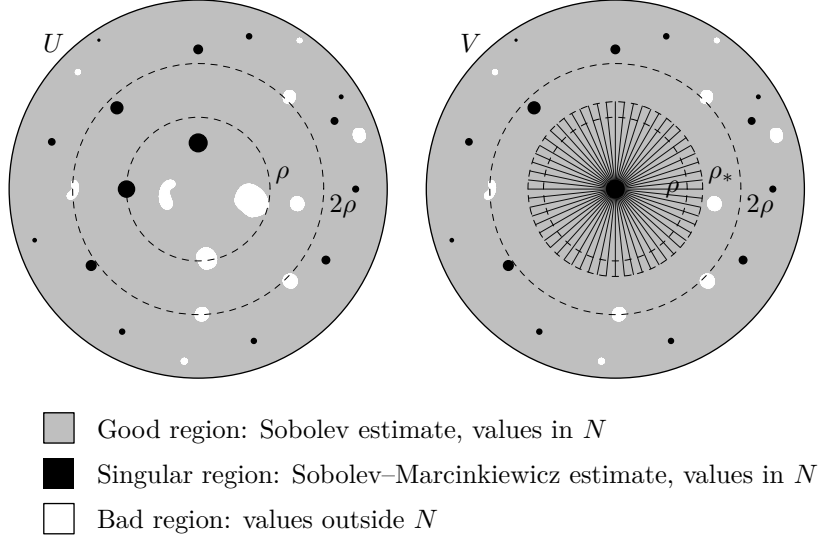 U
V
ρ
2ρ
ρ
ρ*
2ρ
Good region: Sobolev estimate, values in N
Singular region: Sobolev–Marcinkiewicz estimate, values in N
Bad region: values outside N